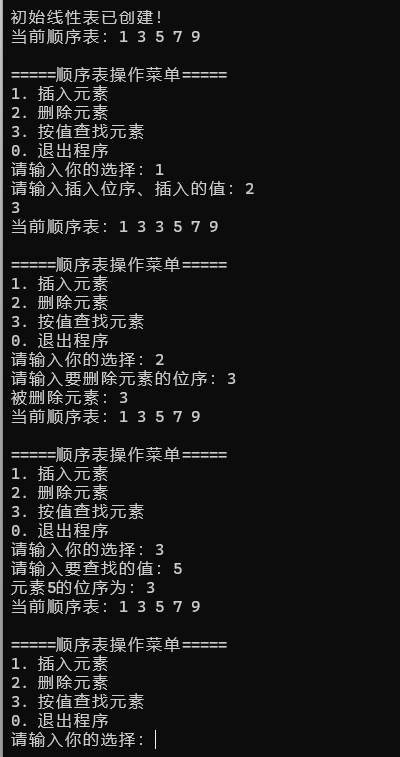 初始线性表已创建!
当前顺序表: 1 3 5 7 9
=====顺序表操作菜单=====
1. 插入元素
2. 删除元素
3. 按值查找元素
0. 退出程序
请输入你的选择: 1
请输入插入位序、插入的值: 2
3
当前顺序表: 1 3 3 5 7 9
=====顺序表操作菜单=====
1. 插入元素
2. 删除元素
3. 按值查找元素
0. 退出程序
请输入你的选择: 2
请输入要删除元素的位序: 3
被删除元素: 3
当前顺序表: 1 3 5 7 9
=====顺序表操作菜单=====
1. 插入元素
2. 删除元素
3. 按值查找元素
0. 退出程序
请输入你的选择: 3
请输入要查找的值: 5
元素5的位序为: 3
当前顺序表: 1 3 5 7 9
=====顺序表操作菜单=====
1. 插入元素
2. 删除元素
3. 按值查找元素
0. 退出程序
请输入你的选择: